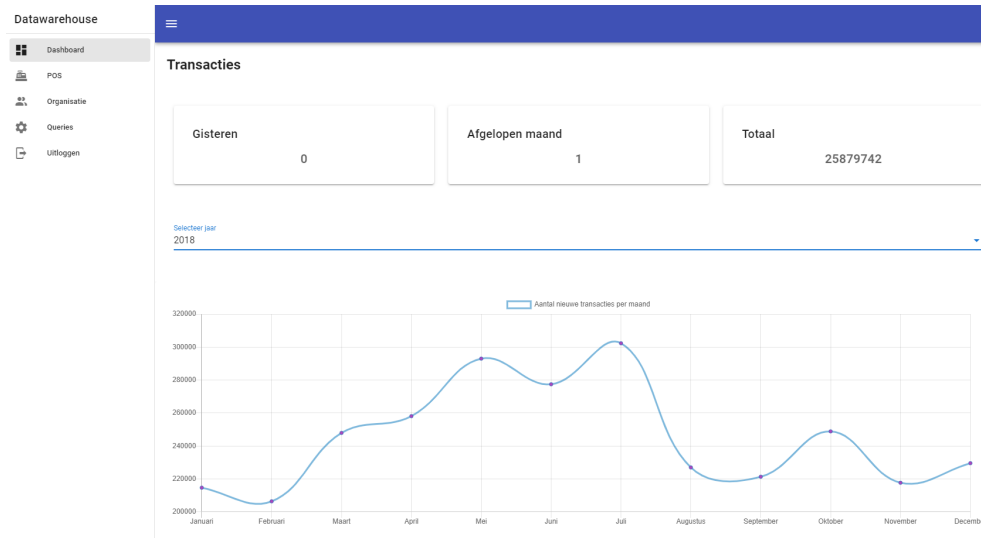 Datawarehouse
Dashboard
POS
Organisatie
Queries
Uitloggen
Transacties
Gisteren
0
Afgelopen maand
1
Totaal
25879742
Selecteer jaar
2018
Aantal nieuwe transacties per maand
320000
300000
280000
260000
240000
220000
200000
Januari Februari Maart April Mei Juni Juli Augustus September Oktober November Decemb